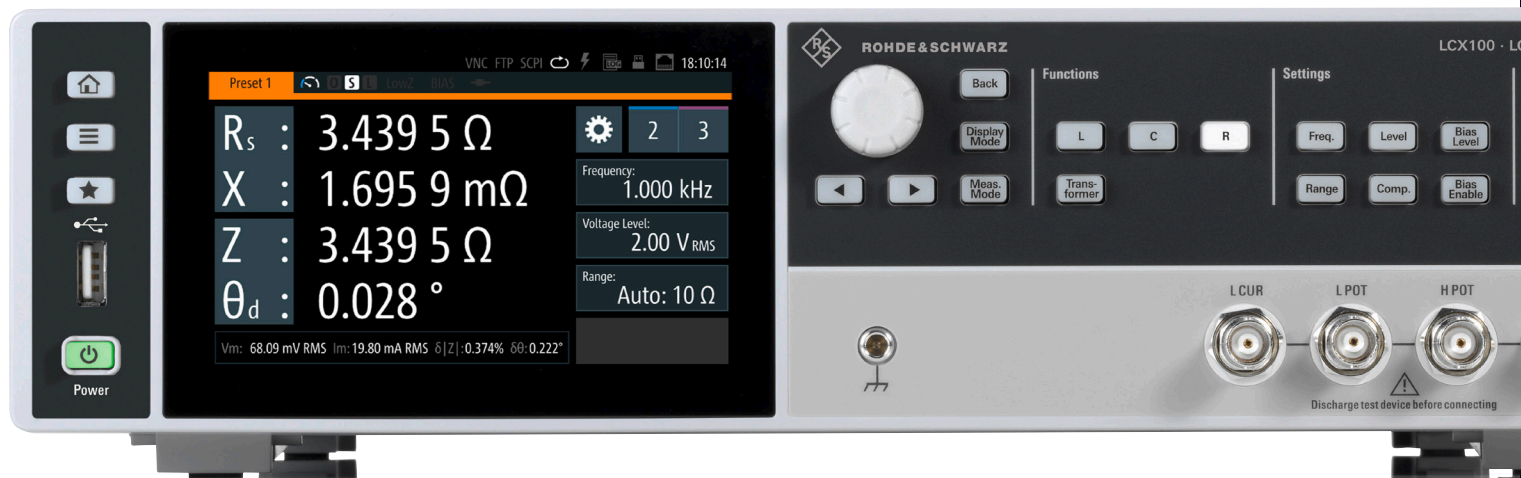 VNC FTP SCPI LOG 18:10:14
Preset 1 O S L LowZ BIAS
Rs : 3.439 5 Ω
X : 1.695 9 mΩ
Z : 3.439 5 Ω
θd : 0.028 °
2 3
Frequency:
1.000 kHz
Voltage Level:
2.00 V RMS
Range:
Auto: 10 Ω
Vm: 68.09 mV RMS Im: 19.80 mA RMS δ|Z|:0.374% δθ:0.222°
Power
R S
ROHDE & SCHWARZ
LCX100 · LC
Back
Display
Mode
Meas.
Mode
Functions
L C R
Trans-
former
Settings
Freq. Level Bias
Level
Range Comp. Bias
Enable
L CUR L POT H POT
Discharge test device before connecting